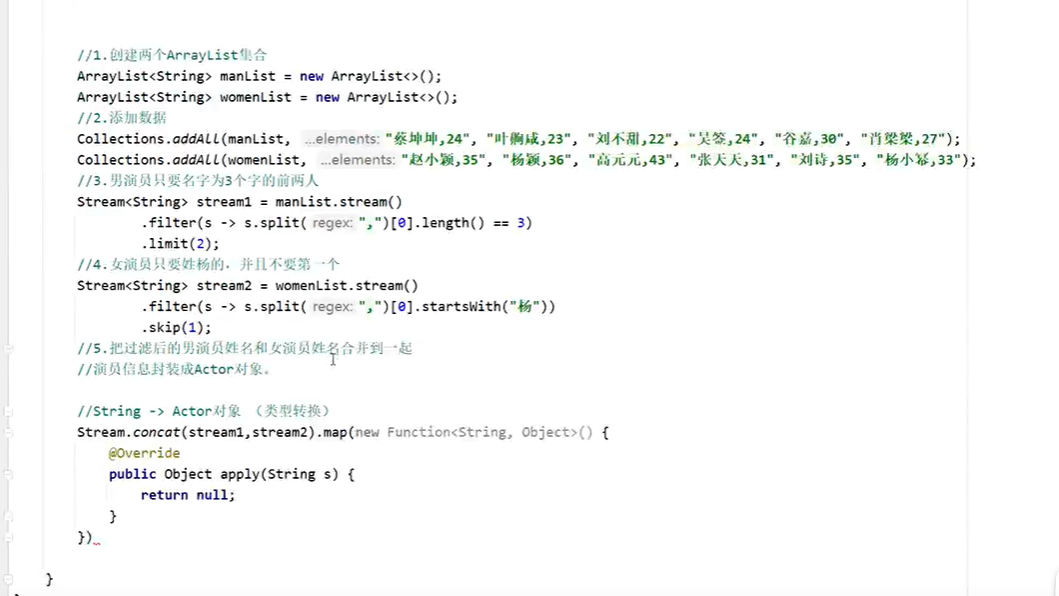 //1.创建两个ArrayList集合
ArrayList<String> manList = new ArrayList<>();
ArrayList<String> womenList = new ArrayList<>();
//2.添加数据
Collections.addAll(manList, ...elements: "蔡坤坤,24", "叶齁咸,23", "刘不甜,22", "吴签,24", "谷嘉,30", "肖梁梁,27");
Collections.addAll(womenList, ...elements: "赵小颖,35", "杨颖,36", "高元元,43", "张天天,31", "刘诗,35", "杨小幂,33");
//3.男演员只要名字为3个字的前两人
Stream<String> stream1 = manList.stream()
.filter(s -> s.split( regex: ",")[0].length() == 3)
.limit(2);
//4.女演员只要姓杨的，并且不要第一个
Stream<String> stream2 = womenList.stream()
.filter(s -> s.split( regex: ",")[0].startsWith("杨"))
.skip(1);
//5.把过滤后的男演员姓名和女演员姓名合并到一起
//演员信息封装成Actor对象。
//String -> Actor对象 （类型转换）
Stream.concat(stream1,stream2).map(new Function<String, Object>() {
@Override
public Object apply(String s) {
return null;
}
})
}